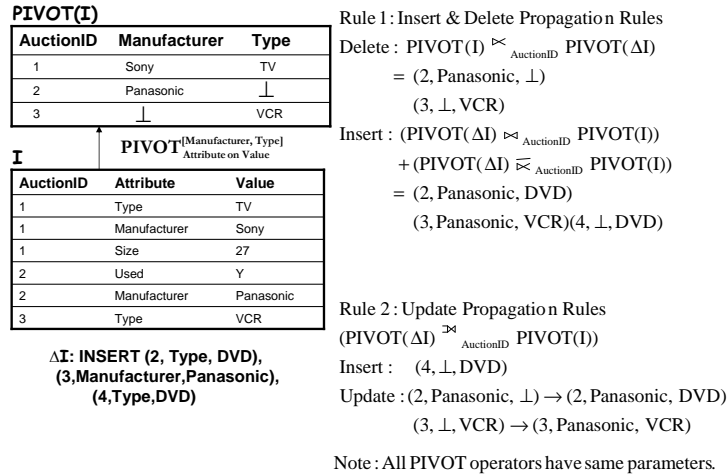 PIVOT(I)
AuctionID Manufacturer Type
1 Sony TV
2 Panasonic ⊥
3 ⊥ VCR
PIVOT [Manufacturer, Type] Attribute on Value
I
AuctionID Attribute Value
1 Type TV
1 Manufacturer Sony
1 Size 27
2 Used Y
2 Manufacturer Panasonic
3 Type VCR
ΔI: INSERT (2, Type, DVD),
(3,Manufacturer,Panasonic),
(4,Type,DVD)
Rule 1 : Insert & Delete Propagation Rules
Delete : PIVOT(I) ⋉ AuctionID PIVOT(ΔI)
= (2, Panasonic, ⊥)
(3, ⊥, VCR)
Insert : (PIVOT(ΔI) ⋈ AuctionID PIVOT(I))
+ (PIVOT(ΔI) ⋉̅ AuctionID PIVOT(I))
= (2, Panasonic, DVD)
(3, Panasonic, VCR)(4, ⊥, DVD)
Rule 2 : Update Propagation Rules
(PIVOT(ΔI) ⟕ AuctionID PIVOT(I))
Insert : (4, ⊥, DVD)
Update : (2, Panasonic, ⊥) → (2, Panasonic, DVD)
(3, ⊥, VCR) → (3, Panasonic, VCR)
Note : All PIVOT operators have same parameters.